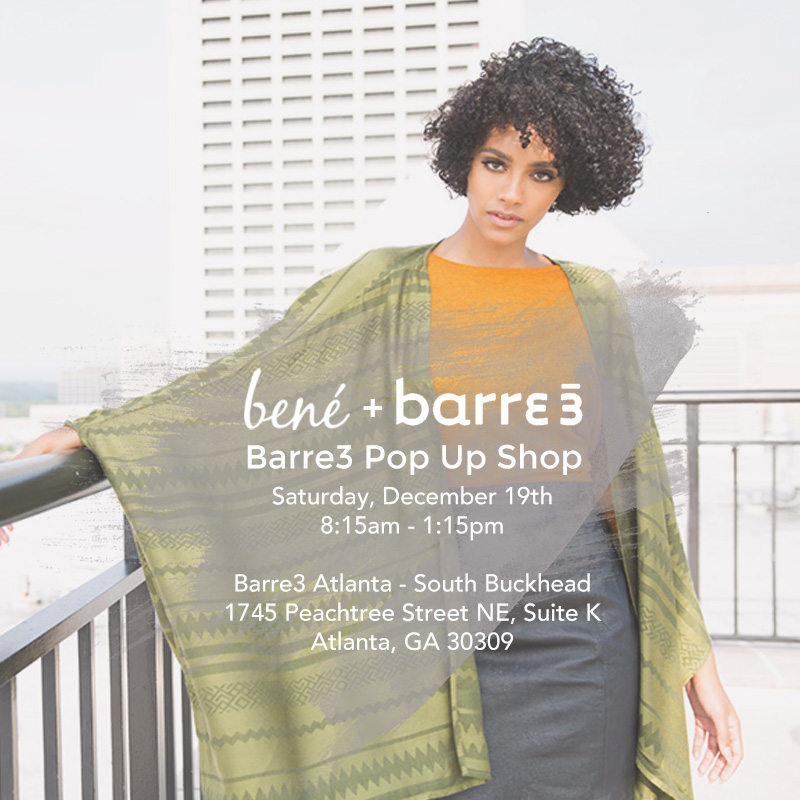 bené + barre3
Barre3 Pop Up Shop
Saturday, December 19th
8:15am - 1:15pm
Barre3 Atlanta - South Buckhead
1745 Peachtree Street NE, Suite K
Atlanta, GA 30309